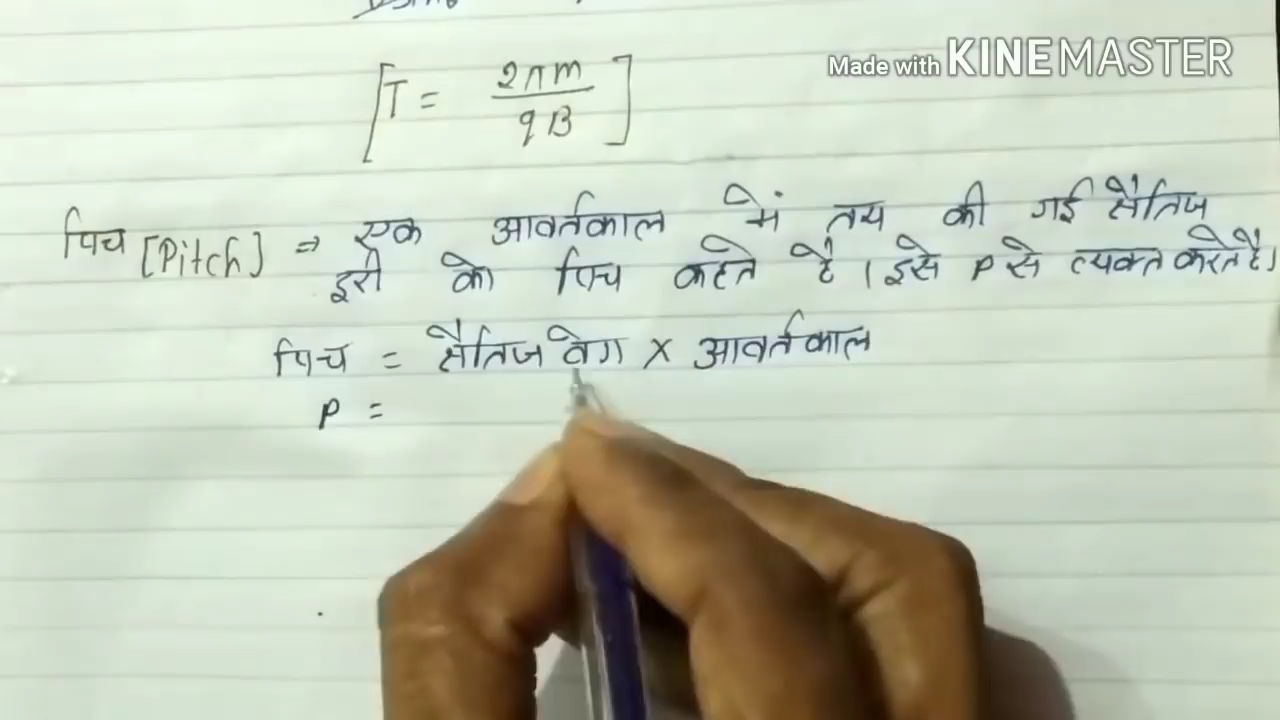 Made with KINEMASTER
[T = 2πm / qB]
पिच [Pitch] ⇒ एक आवर्तकाल में तय की गई क्षैतिज
दूरी को पिच कहते है। इसे P से व्यक्त करते है।
पिच = क्षैतिज वेग × आवर्तकाल
P =